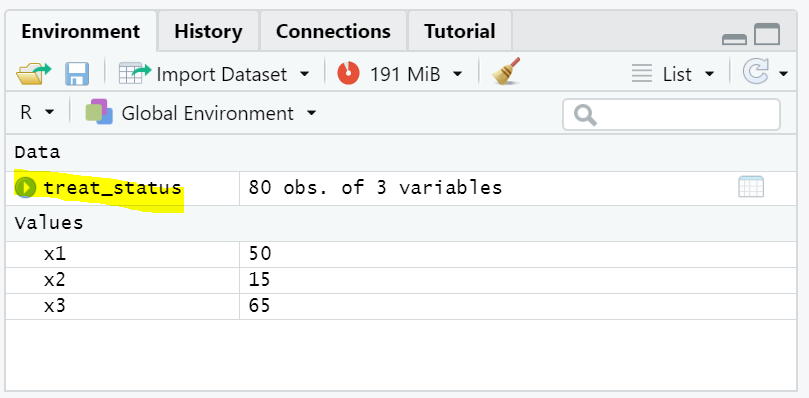 Environment History Connections Tutorial
Import Dataset 191 MiB List
R Global Environment
Data
treat_status 80 obs. of 3 variables
Values
x1 50
x2 15
x3 65